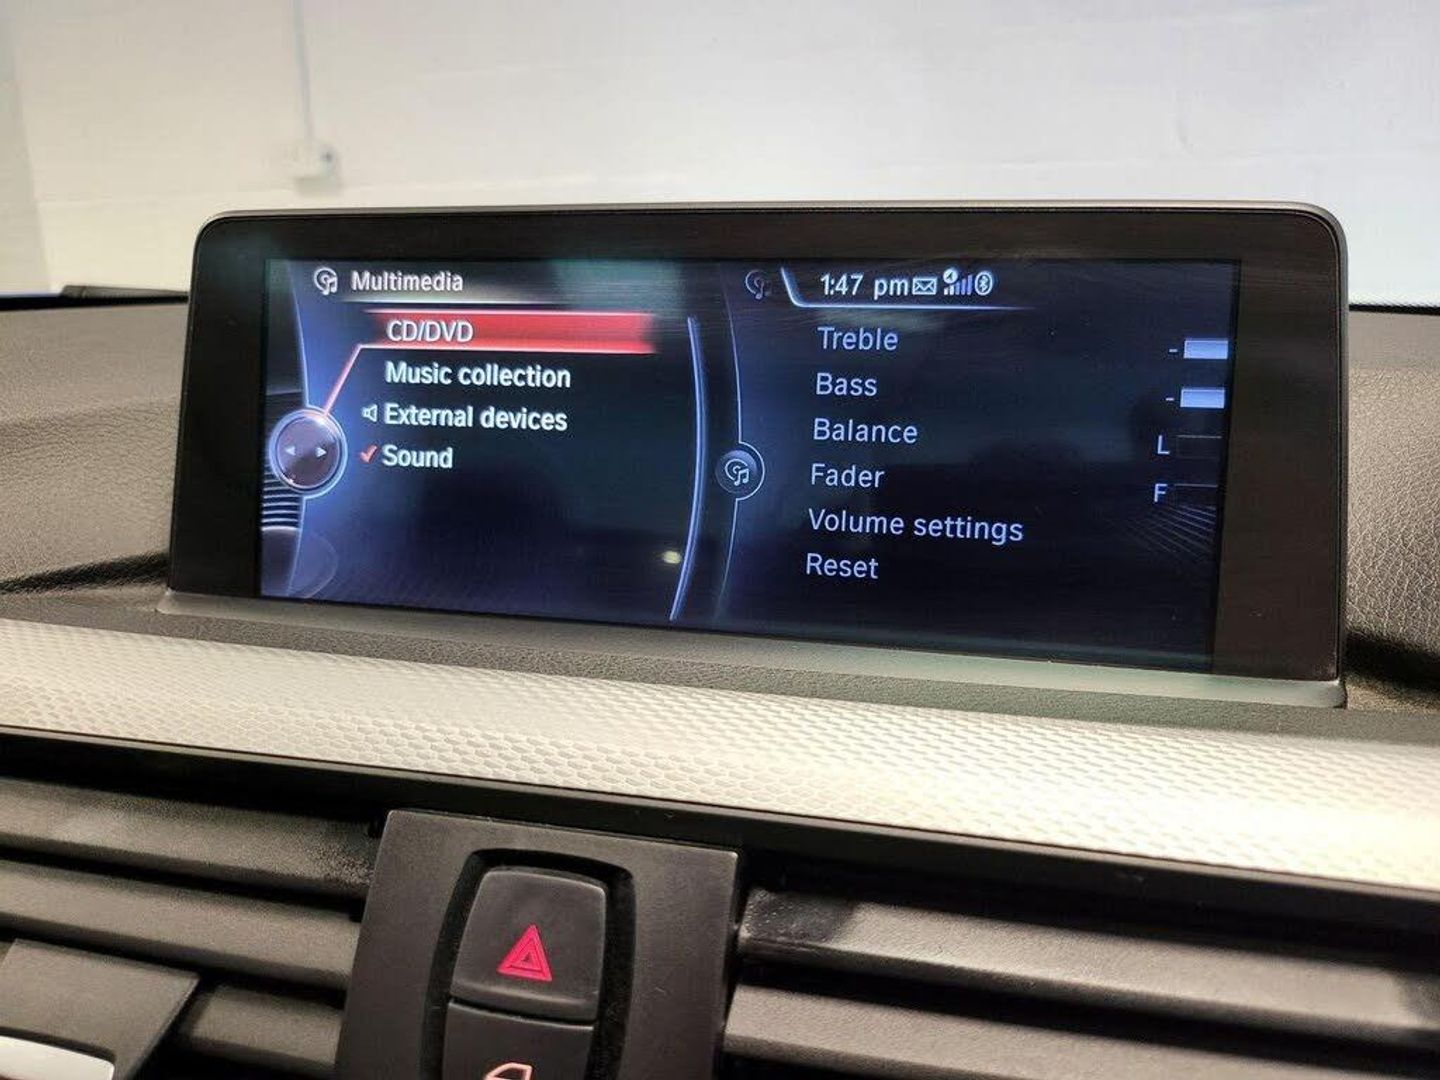 Multimedia
CD/DVD
Music collection
External devices
Sound
1:47 pm
Treble
Bass
Balance
L
Fader
F
Volume settings
Reset